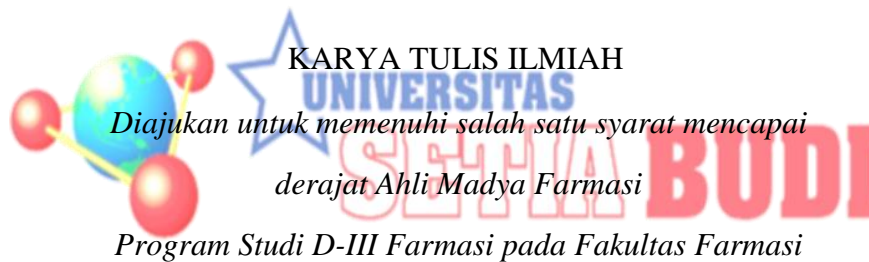 KARYA TULIS ILMIAH
UNIVERSITAS
Diajukan untuk memenuhi salah satu syarat mencapai
SETIA BUDI
derajat Ahli Madya Farmasi
Program Studi D-III Farmasi pada Fakultas Farmasi